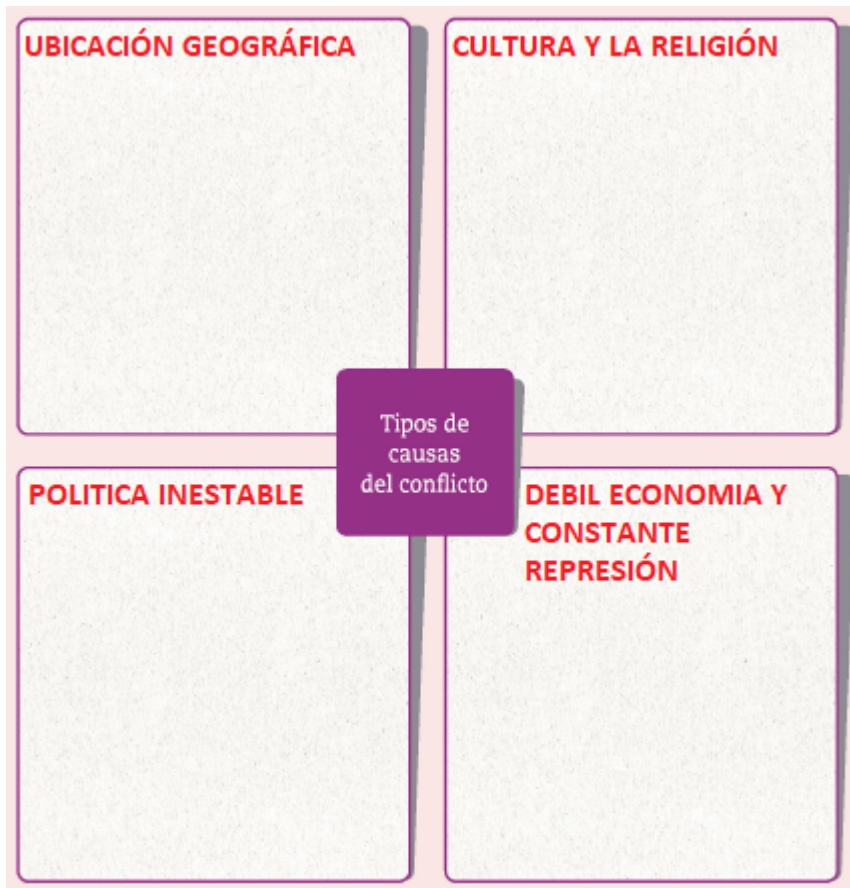 UBICACIÓN GEOGRÁFICA
CULTURA Y LA RELIGIÓN
Tipos de
causas
del conflicto
POLITICA INESTABLE
DEBIL ECONOMIA Y
CONSTANTE
REPRESIÓN